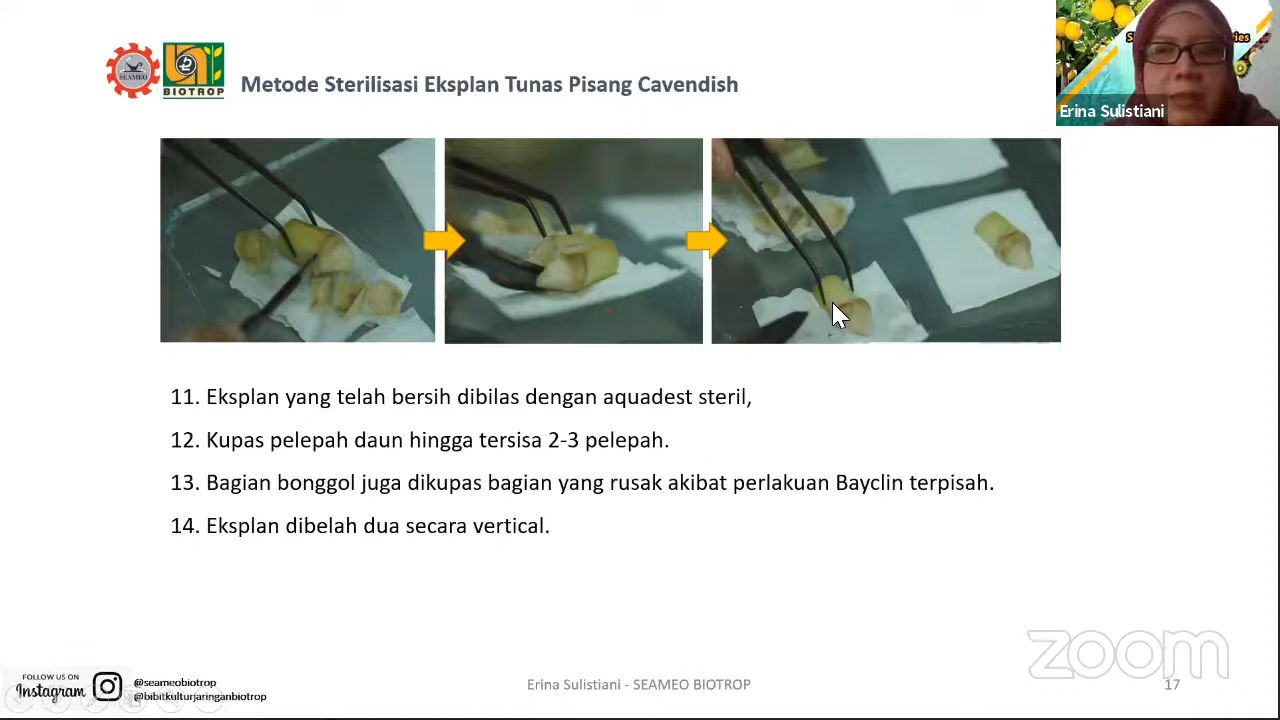 SEAMEO
BIOTROP
Metode Sterilisasi Eksplan Tunas Pisang Cavendish
Erina Sulistiani
11. Eksplan yang telah bersih dibilas dengan aquadest steril,
12. Kupas pelepah daun hingga tersisa 2-3 pelepah.
13. Bagian bonggol juga dikupas bagian yang rusak akibat perlakuan Bayclin terpisah.
14. Eksplan dibelah dua secara vertical.
zoom
FOLLOW US ON
Instagram
@seameobiotrop
@bibitkulturjaringanbiotrop
Erina Sulistiani - SEAMEO BIOTROP
17